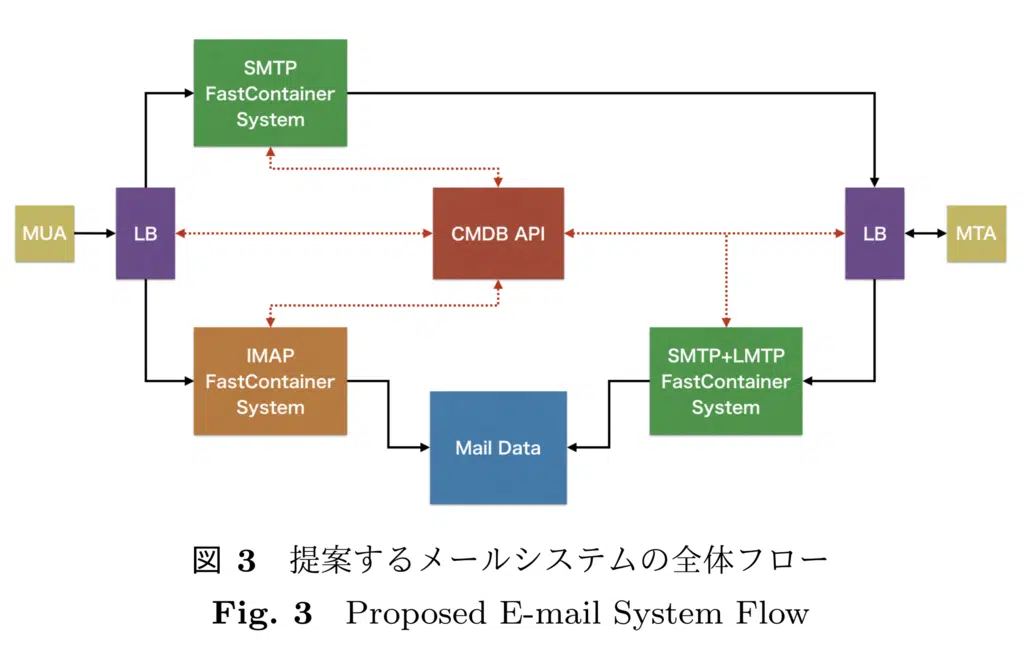 SMTP
FastContainer
System
MUA
LB
CMDB API
LB
MTA
IMAP
FastContainer
System
SMTP+LMTP
FastContainer
System
Mail Data
図 3 提案するメールシステムの全体フロー
Fig. 3 Proposed E-mail System Flow